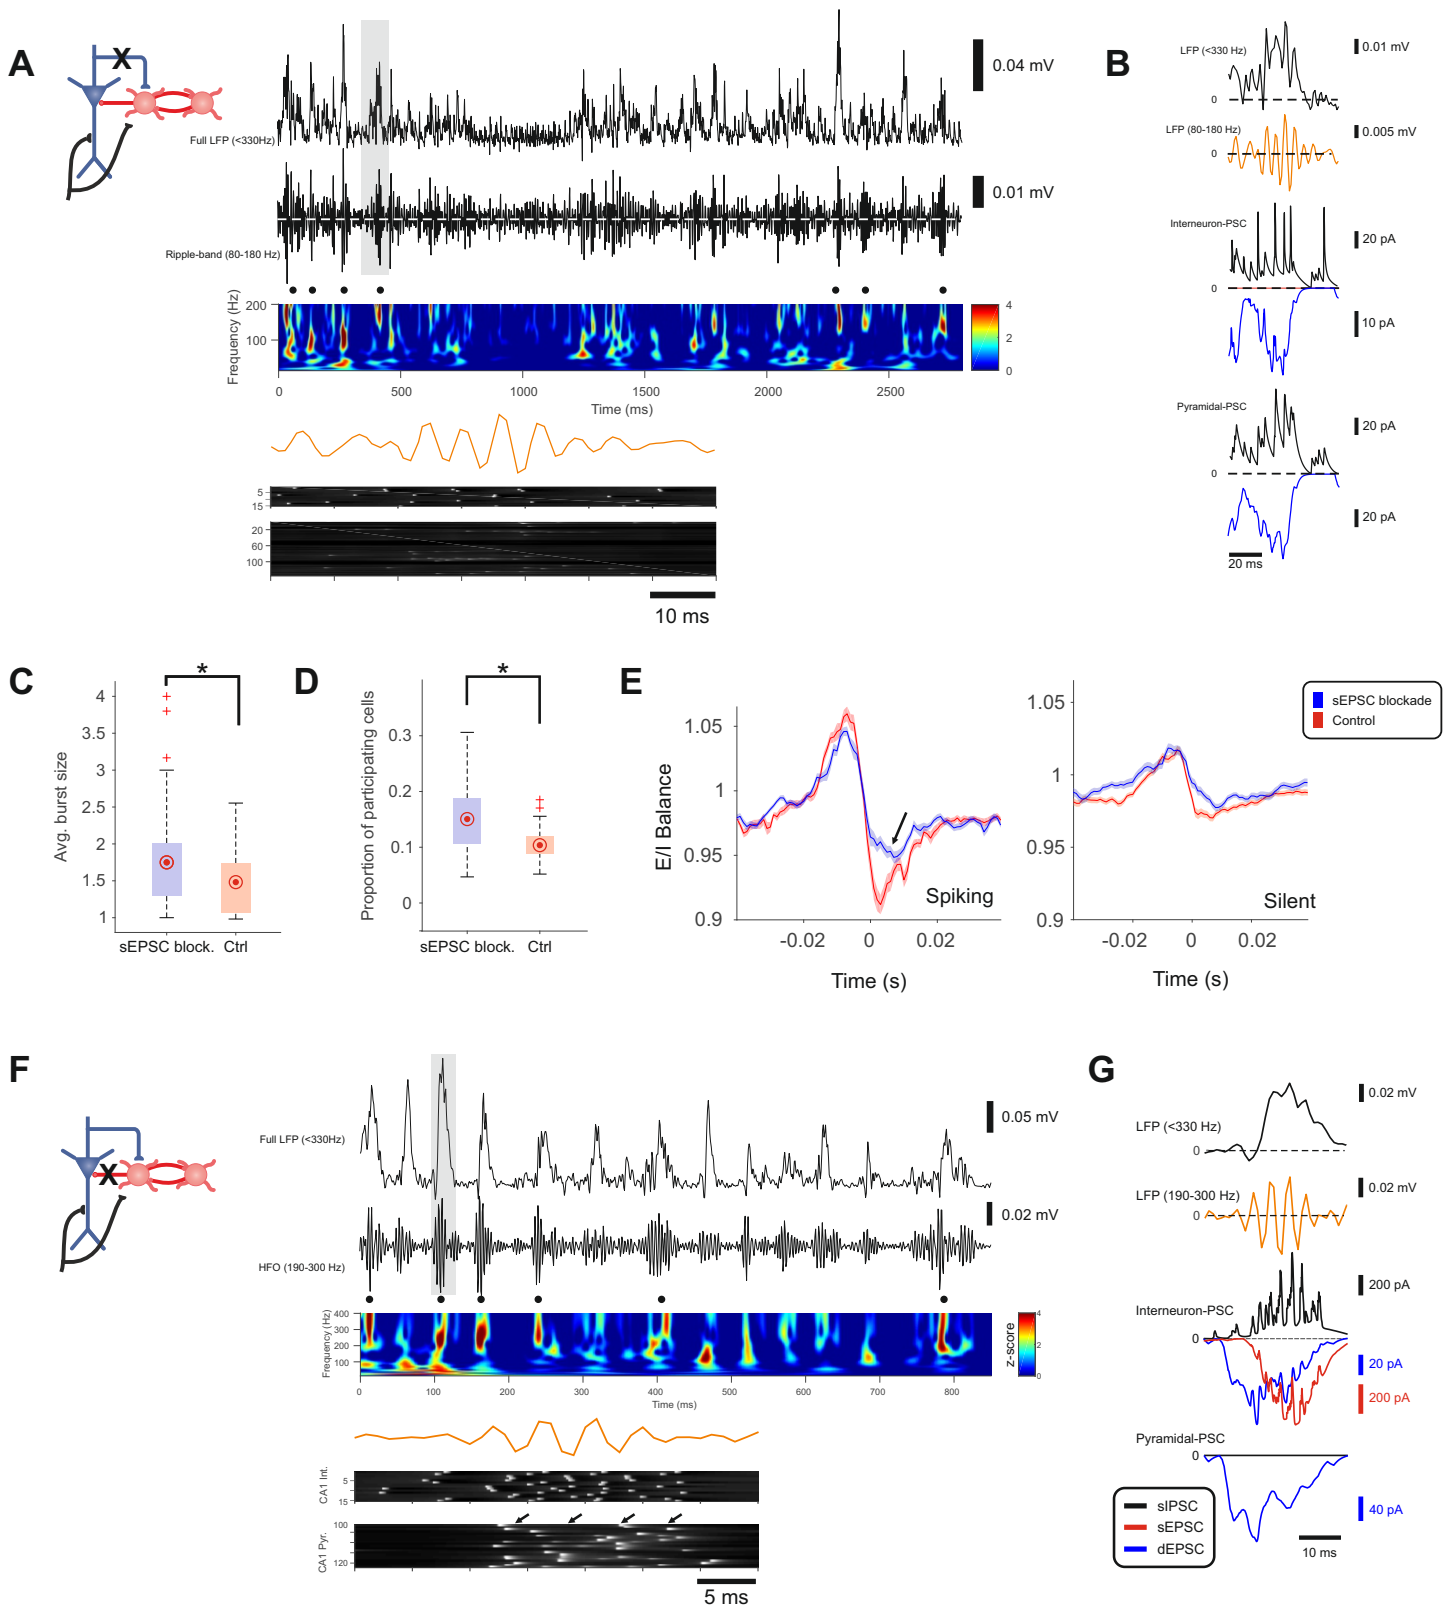 A
X
Full LFP (<330Hz)
0.04 mV
Ripple-band (80-180 Hz)
0.01 mV
Frequency (Hz)
200
100
4
2
0
0
500
1000
1500
2000
2500
Time (ms)
5
15
20
60
100
10 ms
B
LFP (<330 Hz)
0.01 mV
0
LFP (80-180 Hz)
0.005 mV
0
Interneuron-PSC
20 pA
0
10 pA
Pyramidal-PSC
20 pA
0
20 pA
20 ms
C
*
Avg. burst size
4
3.5
3
2.5
2
1.5
1
sEPSC block.
Ctrl
D
*
Proportion of participating cells
0.3
0.2
0.1
0
sEPSC block.
Ctrl
E
E/I Balance
1.05
1
0.95
0.9
Spiking
-0.02
0
0.02
Time (s)
1.05
1
0.95
0.9
Silent
-0.02
0
0.02
Time (s)
sEPSC blockade
Control
F
X
Full LFP (<330Hz)
0.05 mV
HFO (190-300 Hz)
0.02 mV
Frequency (Hz)
400
300
200
100
z-score
4
2
0
0
100
200
300
400
500
600
700
800
Time (ms)
CA1 Int.
5
15
CA1 Pyr.
100
120
5 ms
G
LFP (<330 Hz)
0.02 mV
0
LFP (190-300 Hz)
0.02 mV
0
Interneuron-PSC
200 pA
0
20 pA
200 pA
Pyramidal-PSC
0
40 pA
sIPSC
sEPSC
dEPSC
10 ms